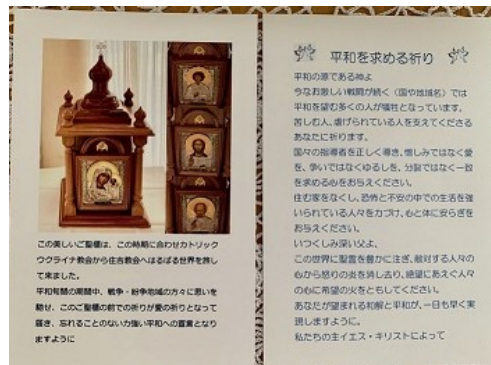 この美しいご聖櫃は、この時期に合わせカトリック
ウクライナ教会から住吉教会へはるばる世界を旅し
て来ました。
平和旬間の期間中、戦争・紛争地域の方々に思いを
馳せ、このご聖櫃の前での祈りが愛の祈りとなって
届き、忘れることのない力強い平和への宣言となり
ますように
平和を求める祈り
平和の源である神よ
今なお激しい戦闘が続く（国や地域名）では
平和を望む多くの人が犠牲となっています。
苦しむ人、虐げられている人を支えてくださる
あなたに祈ります。
国々の指導者を正しく導き、憎しみではなく愛
を、争いではなくゆるしを、分裂ではなく一致
を求める心をお与えください。
住む家をなくし、恐怖と不安の中での生活を強
いられている人々を力づけ、心と体に安らぎを
お与えください。
いつくしみ深い父よ、
この世界に聖霊を豊かに注ぎ、敵対する人々の
心から怒りの炎を消し去り、絶望にあえぐ人々
の心に希望の火をともしてください。
あなたが望まれる和解と平和が、一日も早く実
現しますように。
私たちの主イエス・キリストによって